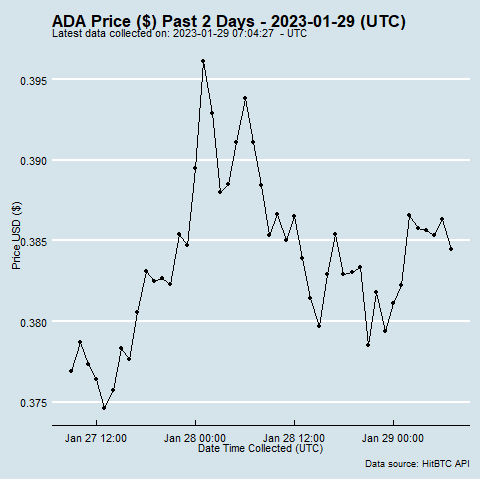 ADA Price ($) Past 2 Days - 2023-01-29 (UTC)
Latest data collected on: 2023-01-29 07:04:27  - UTC
0.395
0.390
0.385
0.380
0.375
Price USD ($)
Jan 27 12:00
Jan 28 00:00
Jan 28 12:00
Jan 29 00:00
Date Time Collected (UTC)
Data source: HitBTC API